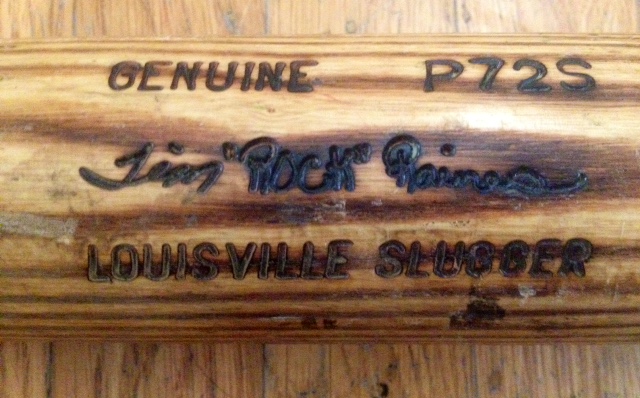 GENUINE P72S
Tim "ROCK" Raines
LOUISVILLE SLUGGER